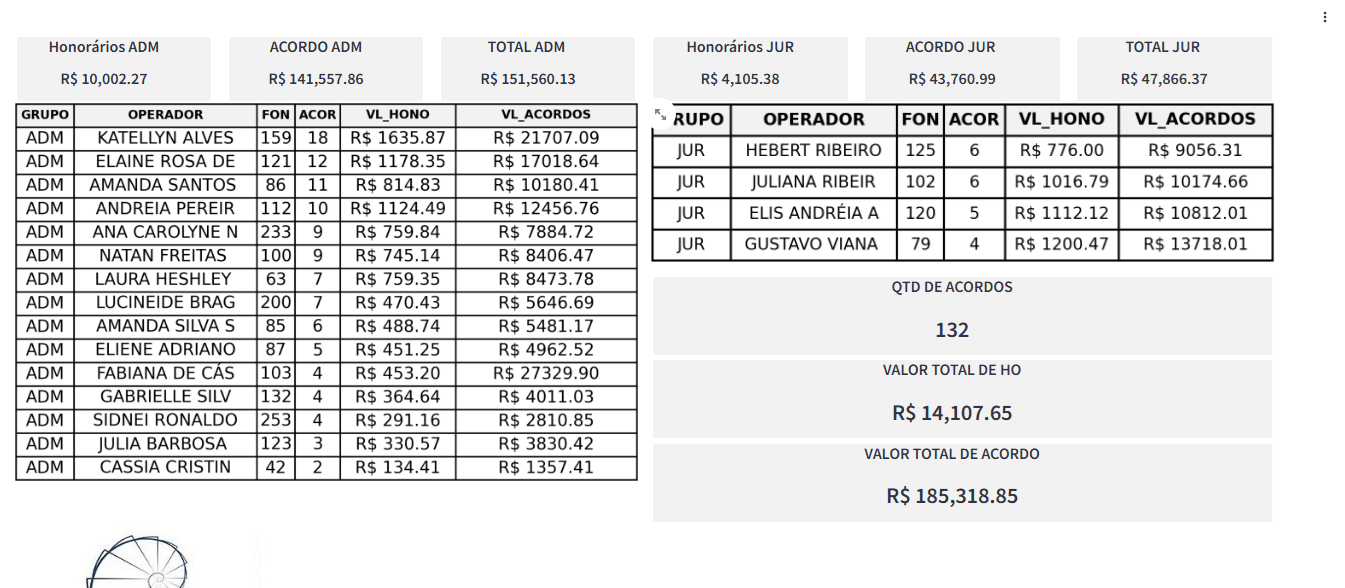 Honorários ADM
R$ 10,002.27
ACORDO ADM
R$ 141,557.86
TOTAL ADM
R$ 151,560.13
Honorários JUR
R$ 4,105.38
ACORDO JUR
R$ 43,760.99
TOTAL JUR
R$ 47,866.37
GRUPO OPERADOR FON ACOR VL_HONO VL_ACORDOS
ADM KATELLYN ALVES 159 18 R$ 1635.87 R$ 21707.09
ADM ELAINE ROSA DE 121 12 R$ 1178.35 R$ 17018.64
ADM AMANDA SANTOS 86 11 R$ 814.83 R$ 10180.41
ADM ANDREIA PEREIR 112 10 R$ 1124.49 R$ 12456.76
ADM ANA CAROLYNE N 233 9 R$ 759.84 R$ 7884.72
ADM NATAN FREITAS 100 9 R$ 745.14 R$ 8406.47
ADM LAURA HESHLEY 63 7 R$ 759.35 R$ 8473.78
ADM LUCINEIDE BRAG 200 7 R$ 470.43 R$ 5646.69
ADM AMANDA SILVA S 85 6 R$ 488.74 R$ 5481.17
ADM ELIENE ADRIANO 87 5 R$ 451.25 R$ 4962.52
ADM FABIANA DE CÁS 103 4 R$ 453.20 R$ 27329.90
ADM GABRIELLE SILV 132 4 R$ 364.64 R$ 4011.03
ADM SIDNEI RONALDO 253 4 R$ 291.16 R$ 2810.85
ADM JULIA BARBOSA 123 3 R$ 330.57 R$ 3830.42
ADM CASSIA CRISTIN 42 2 R$ 134.41 R$ 1357.41
RUPO OPERADOR FON ACOR VL_HONO VL_ACORDOS
JUR HEBERT RIBEIRO 125 6 R$ 776.00 R$ 9056.31
JUR JULIANA RIBEIR 102 6 R$ 1016.79 R$ 10174.66
JUR ELIS ANDRÉIA A 120 5 R$ 1112.12 R$ 10812.01
JUR GUSTAVO VIANA 79 4 R$ 1200.47 R$ 13718.01
QTD DE ACORDOS
132
VALOR TOTAL DE HO
R$ 14,107.65
VALOR TOTAL DE ACORDO
R$ 185,318.85